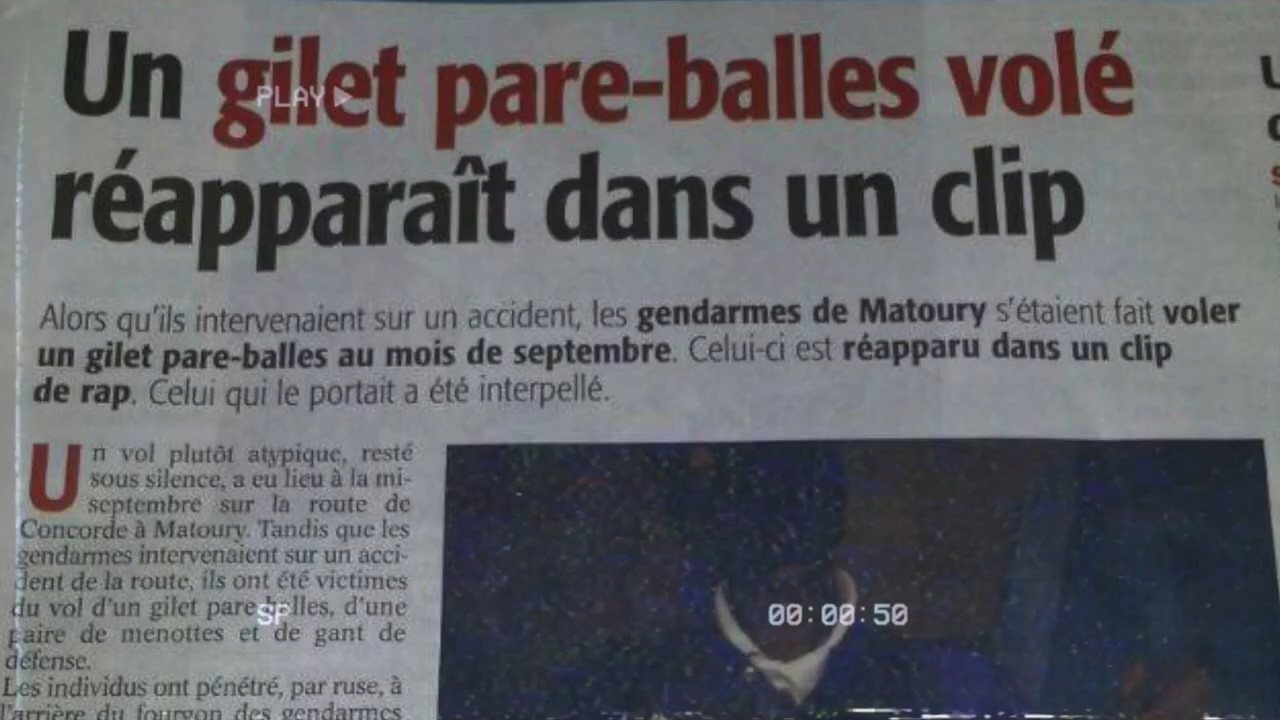 Un gilet pare-balles volé
PLAY
réapparaît dans un clip
Alors qu'ils intervenaient sur un accident, les gendarmes de Matoury s'étaient fait voler
un gilet pare-balles au mois de septembre. Celui-ci est réapparu dans un clip
de rap. Celui qui le portait a été interpellé.
Un vol plutôt atypique, resté
sous silence, a eu lieu à la mi-
septembre sur la route de
Concorde à Matoury. Tandis que les
gendarmes intervenaient sur un acci-
dent de la route, ils ont été victimes
du vol d'un gilet pare balles, d'une
paire de menottes et de gant de
défense.
Les individus ont pénétré, par ruse, à
l'arrière du fourgon des gendarmes
SP
00:00:50